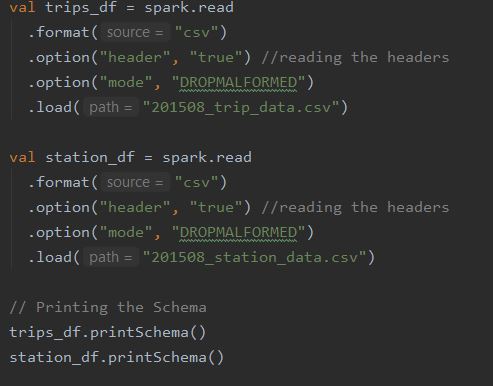 val trips_df = spark.read
.format( source = "csv")
.option("header", "true") //reading the headers
.option("mode", "DROPMALFORMED")
.load( path = "201508_trip_data.csv")
val station_df = spark.read
.format( source = "csv")
.option("header", "true") //reading the headers
.option("mode", "DROPMALFORMED")
.load( path = "201508_station_data.csv")
// Printing the Schema
trips_df.printSchema()
station_df.printSchema()